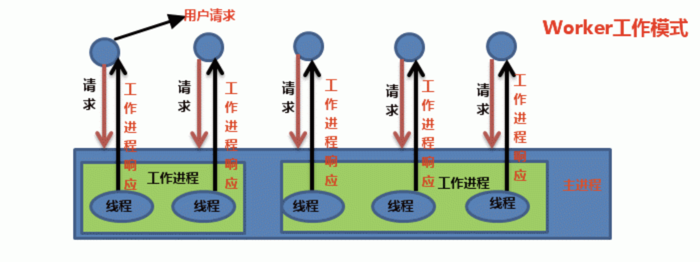 用户请求
Worker工作模式
请求
工作进程响应
请求
工作进程响应
请求
工作进程响应
请求
工作进程响应
请求
工作进程响应
工作进程
工作进程
主进程
线程
线程
线程
线程
线程